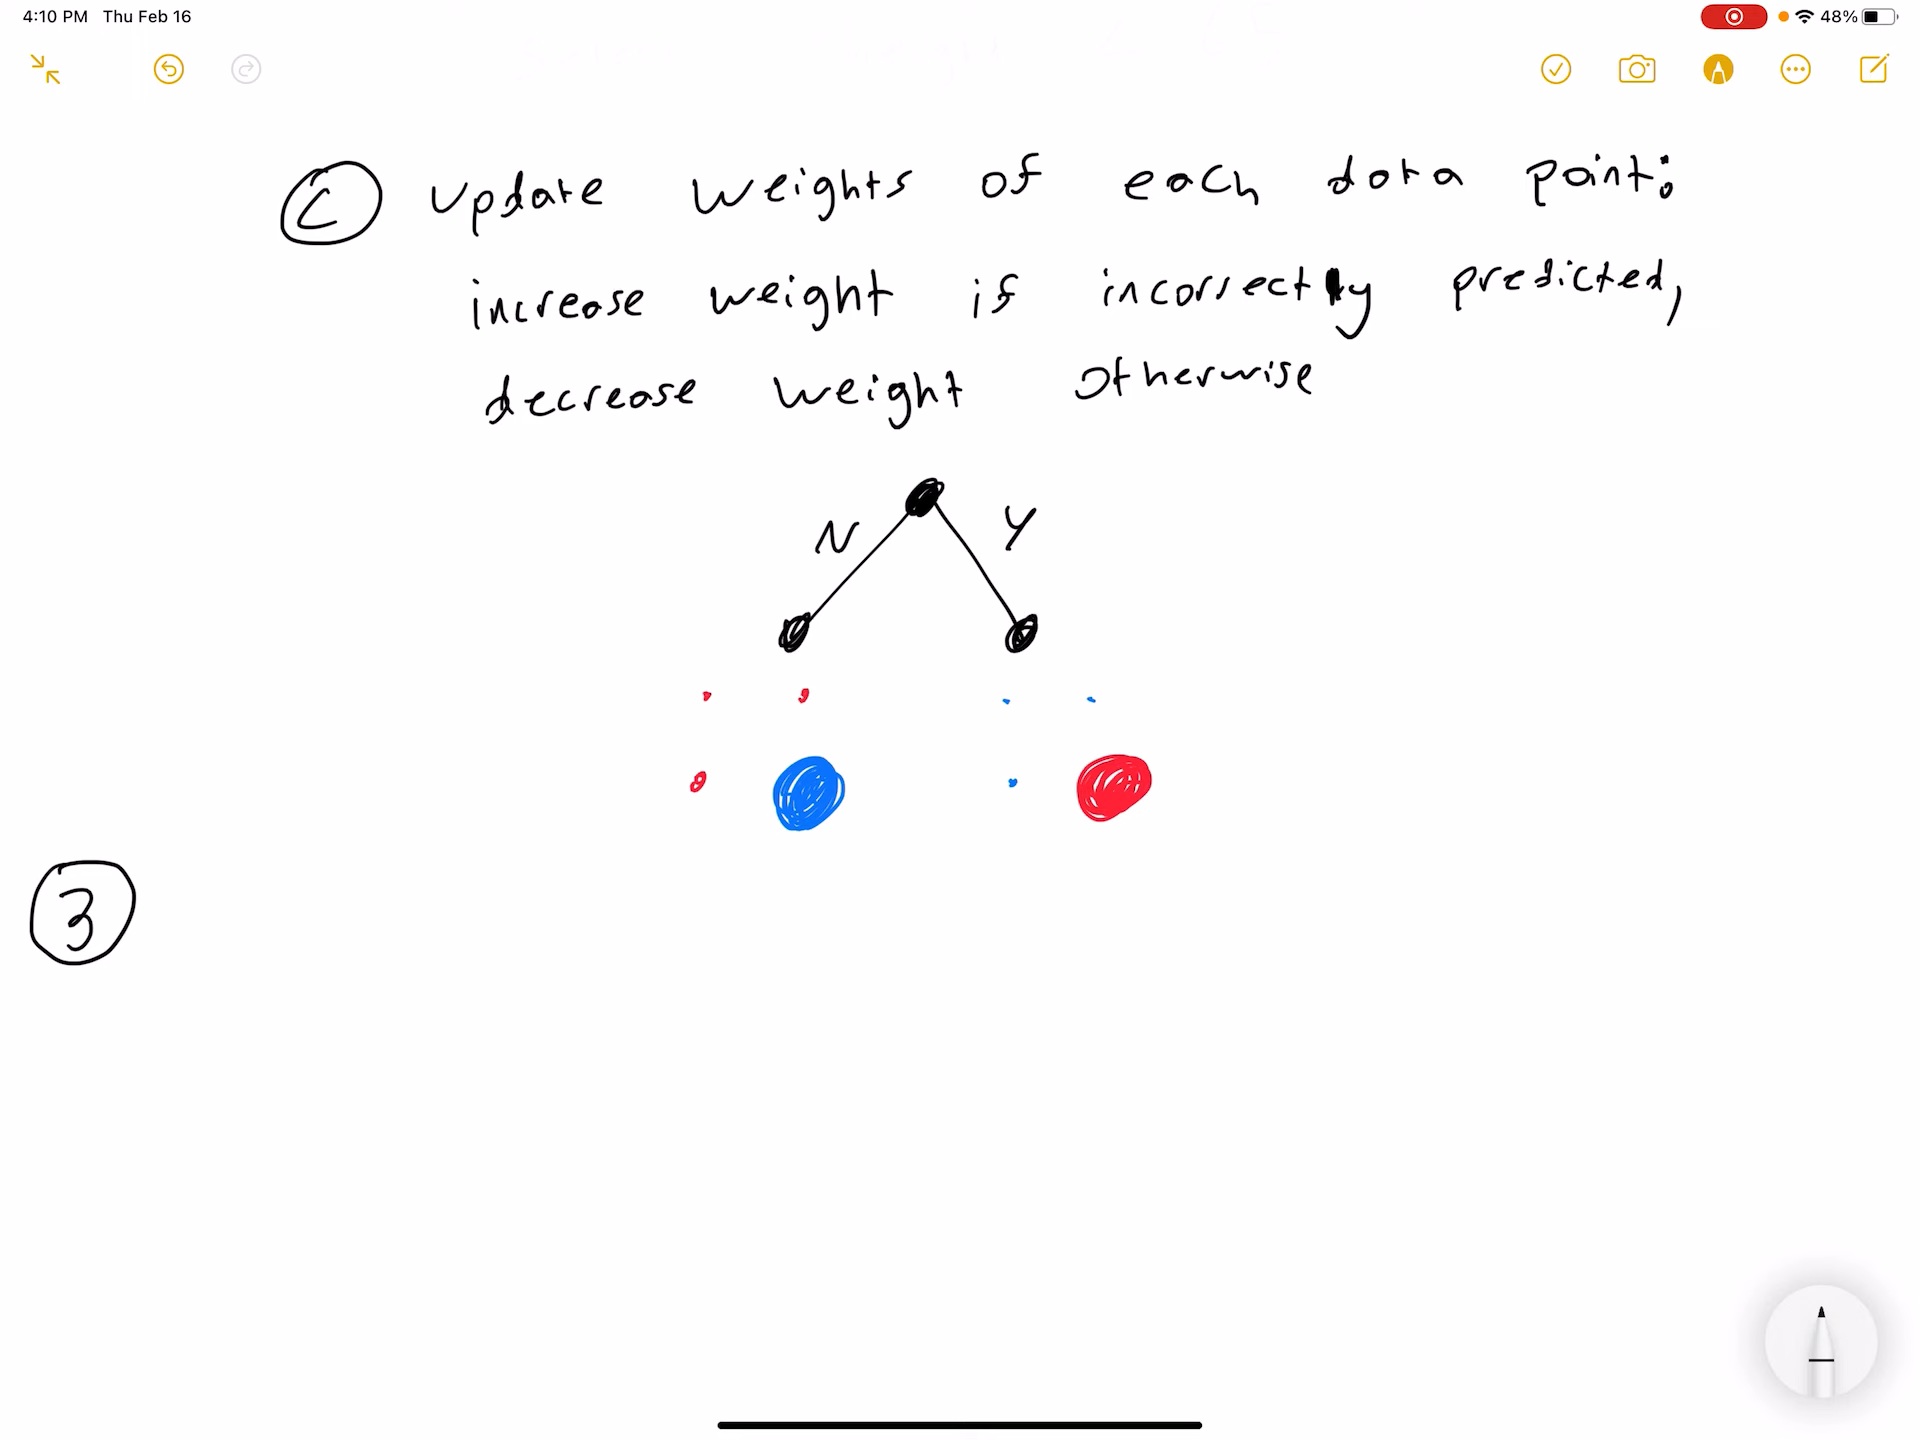 4:10 PM Thu Feb 16
48%
C Update weights of each data point:
increase weight if incorrectly predicted,
decrease weight otherwise
N Y
3